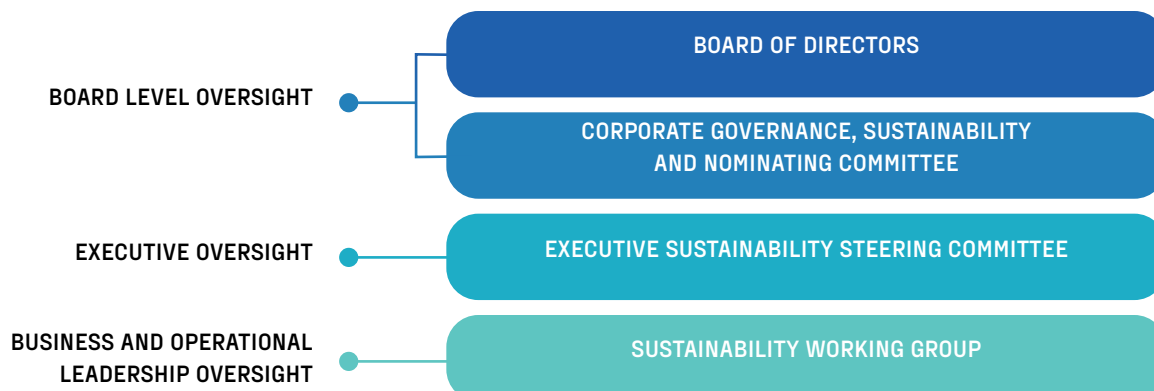 BOARD LEVEL OVERSIGHT
BOARD OF DIRECTORS
CORPORATE GOVERNANCE, SUSTAINABILITY
AND NOMINATING COMMITTEE
EXECUTIVE OVERSIGHT
EXECUTIVE SUSTAINABILITY STEERING COMMITTEE
BUSINESS AND OPERATIONAL
LEADERSHIP OVERSIGHT
SUSTAINABILITY WORKING GROUP